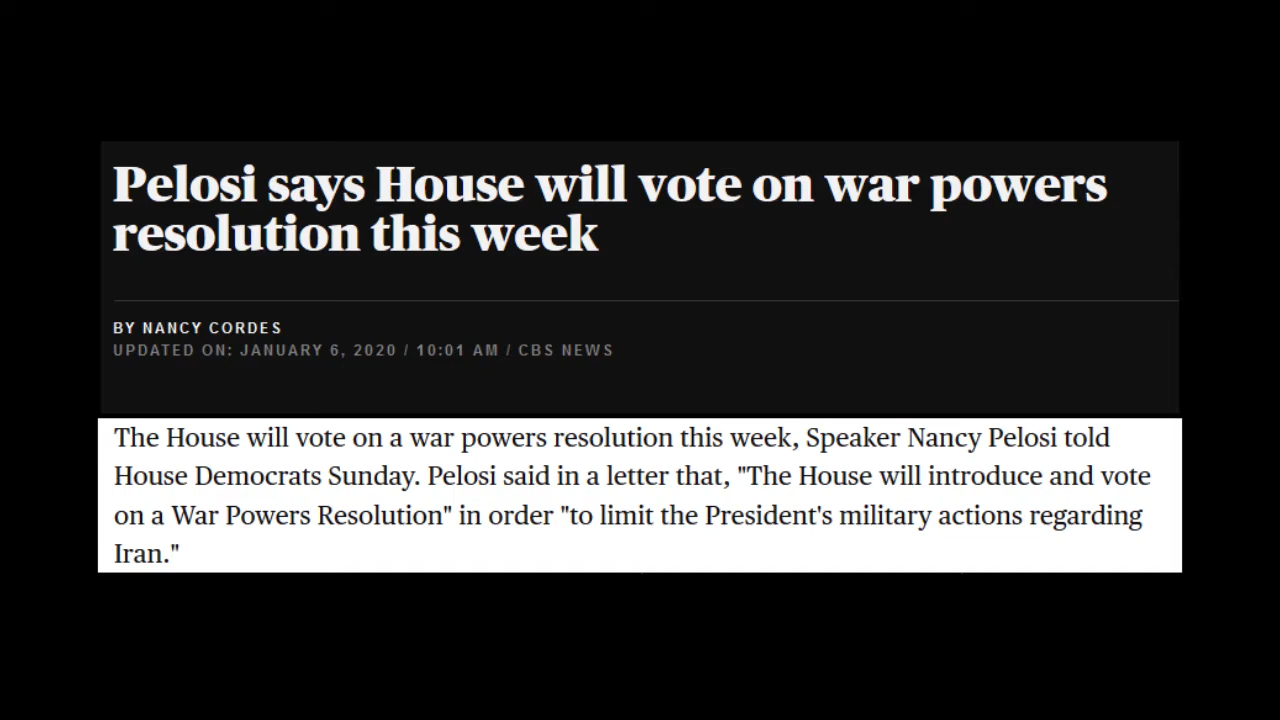 Pelosi says House will vote on war powers
resolution this week
BY NANCY CORDES
UPDATED ON: JANUARY 6, 2020 / 10:01 AM / CBS NEWS
The House will vote on a war powers resolution this week, Speaker Nancy Pelosi told
House Democrats Sunday. Pelosi said in a letter that, "The House will introduce and vote
on a War Powers Resolution" in order "to limit the President's military actions regarding
Iran."